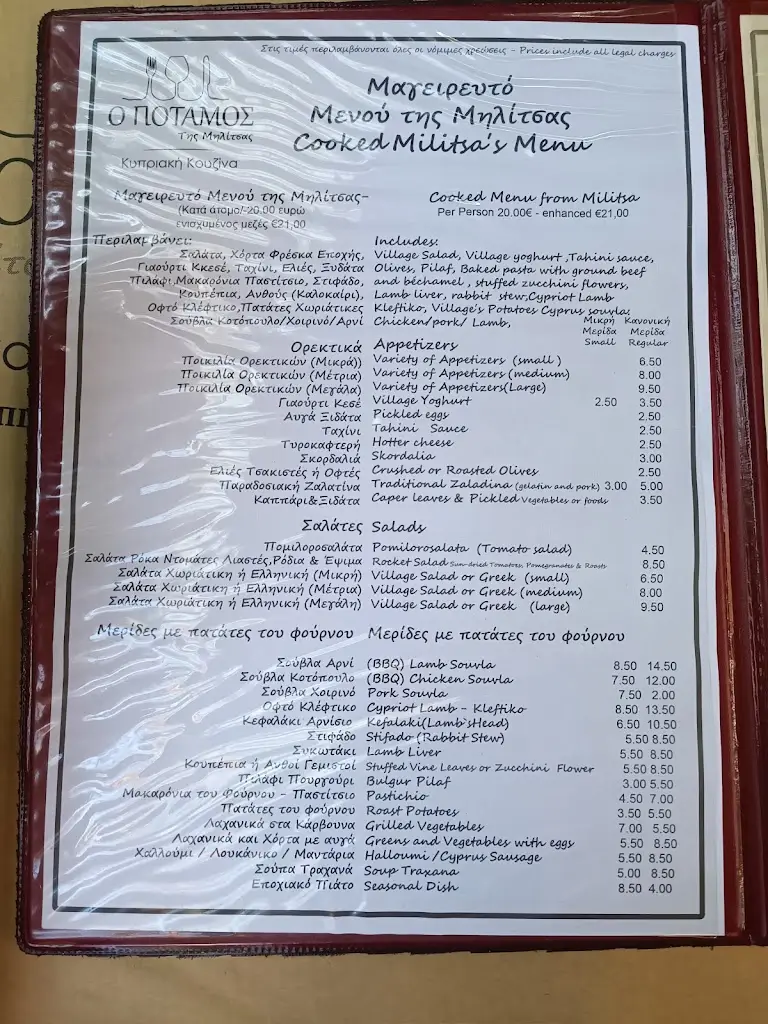 Στις τιμές περιλαμβάνονται όλες οι νόμιμες χρεώσεις - Prices include all legal charges
Ο ΠΟΤΑΜΟΣ
Της Μηλίτσας
Κυπριακή Κουζίνα
Μαγειρευτό
Μενού της Μηλίτσας
Cooked Militsa's Menu
Μαγειρευτό Μενού της Μηλίτσας- Cooked Menu from Militsa
(Κατά άτομο/-20.00 ευρώ Per Person 20.00€ - enhanced €21,00
ενισχυμένος μεζές €21,00
Περιλαμβάνει: Includes:
Σαλάτα, Χόρτα Φρέσκα Εποχής, Village Salad, Village yoghurt ,Tahini sauce,
Γιαούρτι Κκεσέ, Ταχίνι, Ελιές, Ξυδάτα Olives, Pilaf, Baked pasta with ground beef
Πιλάφι,Μακαρόνια Παστίτσιο, Στιφάδο, and béchamel , stuffed zucchini flowers,
Κουπέπια, Ανθούς (Καλοκαίρι), Lamb liver, rabbit stew,Cypriot Lamb
Οφτό Κλέφτικο,Πατάτες Χωριάτικες Kleftiko, Village's Potatoes Cyprus souvla:
Σούβλα Κοτόπουλο/Χοιρινό/Αρνί Chicken/pork/ Lamb,
Μικρή Κανονική
Μερίδα Μερίδα
Small Regular
Ορεκτικά Appetizers
Ποικιλία Ορεκτικών (Μικρά)) Variety of Appetizers (small ) 6.50
Ποικιλία Ορεκτικών (Μέτρια) Variety of Appetizers (medium) 8.00
Ποικιλία Ορεκτικών (Μεγάλα) Variety of Appetizers(Large) 9.50
Γιαούρτι Κεσέ Village Yoghurt 2.50 3.50
Αυγά Ξιδάτα Pickled eggs 2.50
Ταχίνι Tahini Sauce 2.50
Τυροκαφτερή Hotter cheese 2.50
Σκορδαλιά Skordalia 3.00
Ελιές Τσακιστές ή Οφτές Crushed or Roasted Olives 2.50
Παραδοσιακή Ζαλατίνα Traditional Zaladina (gelatin and pork) 3.00 5.00
Καππάρι&Ξιδάτα Caper leaves & Pickled Vegetables or foods 3.50
Σαλάτες Salads
Πομιλοροσαλάτα Pomilorosalata (Tomato salad) 4.50
Σαλάτα Ρόκα Ντομάτες Λιαστές,Ρόδια & Έψιμα Rocket Salad Sun-dried Tomatoes, Pomegranates & Roasts 8.50
Σαλάτα Χωριάτικη ή Ελληνική (Μικρή) Village Salad or Greek (small) 6.50
Σαλάτα Χωριάτικη ή Ελληνική (Μέτρια) Village Salad or Greek (medium) 8.00
Σαλάτα Χωριάτικη ή Ελληνική (Μεγάλη) Village Salad or Greek (large) 9.50
Μερίδες με πατάτες του φούρνου Μερίδες με πατάτες του φούρνου
Σούβλα Αρνί (BBQ) Lamb Souvla 8.50 14.50
Σούβλα Κοτόπουλο (BBQ) Chicken Souvla 7.50 12.00
Σούβλα Χοιρινό Pork Souvla 7.50 2.00
Οφτό Κλέφτικο Cypriot Lamb - Kleftiko 8.50 13.50
Κεφαλάκι Αρνίσιο Kefalaki(Lamb`sHead) 6.50 10.50
Στιφάδο Stifado (Rabbit Stew) 5.50 8.50
Συκωτάκι Lamb Liver 5.50 8.50
Κουπέπια ή Ανθοί Γεμιστοί Stuffed Vine Leaves or Zucchini Flower 5.50 8.50
Πιλάφι Πουργούρι Bulgur Pilaf 3.00 5.50
Μακαρόνια του Φούρνου - Παστίτσιο Pastichio 4.50 7.00
Πατάτες του φούρνου Roast Potatoes 3.50 5.50
Λαχανικά στα Κάρβουνα Grilled Vegetables 7.00 5.50
Λαχανικά και Χόρτα με αυγά Greens and Vegetables with eggs 5.50 8.50
Χαλλούμι / Λουκάνικο / Μαντάρια Halloumi /Cyprus Sausage 5.50 8.50
Σούπα Τραχανά Soup Traxana 5.00 8.50
Εποχιακό Πιάτο Seasonal Dish 8.50 4.00